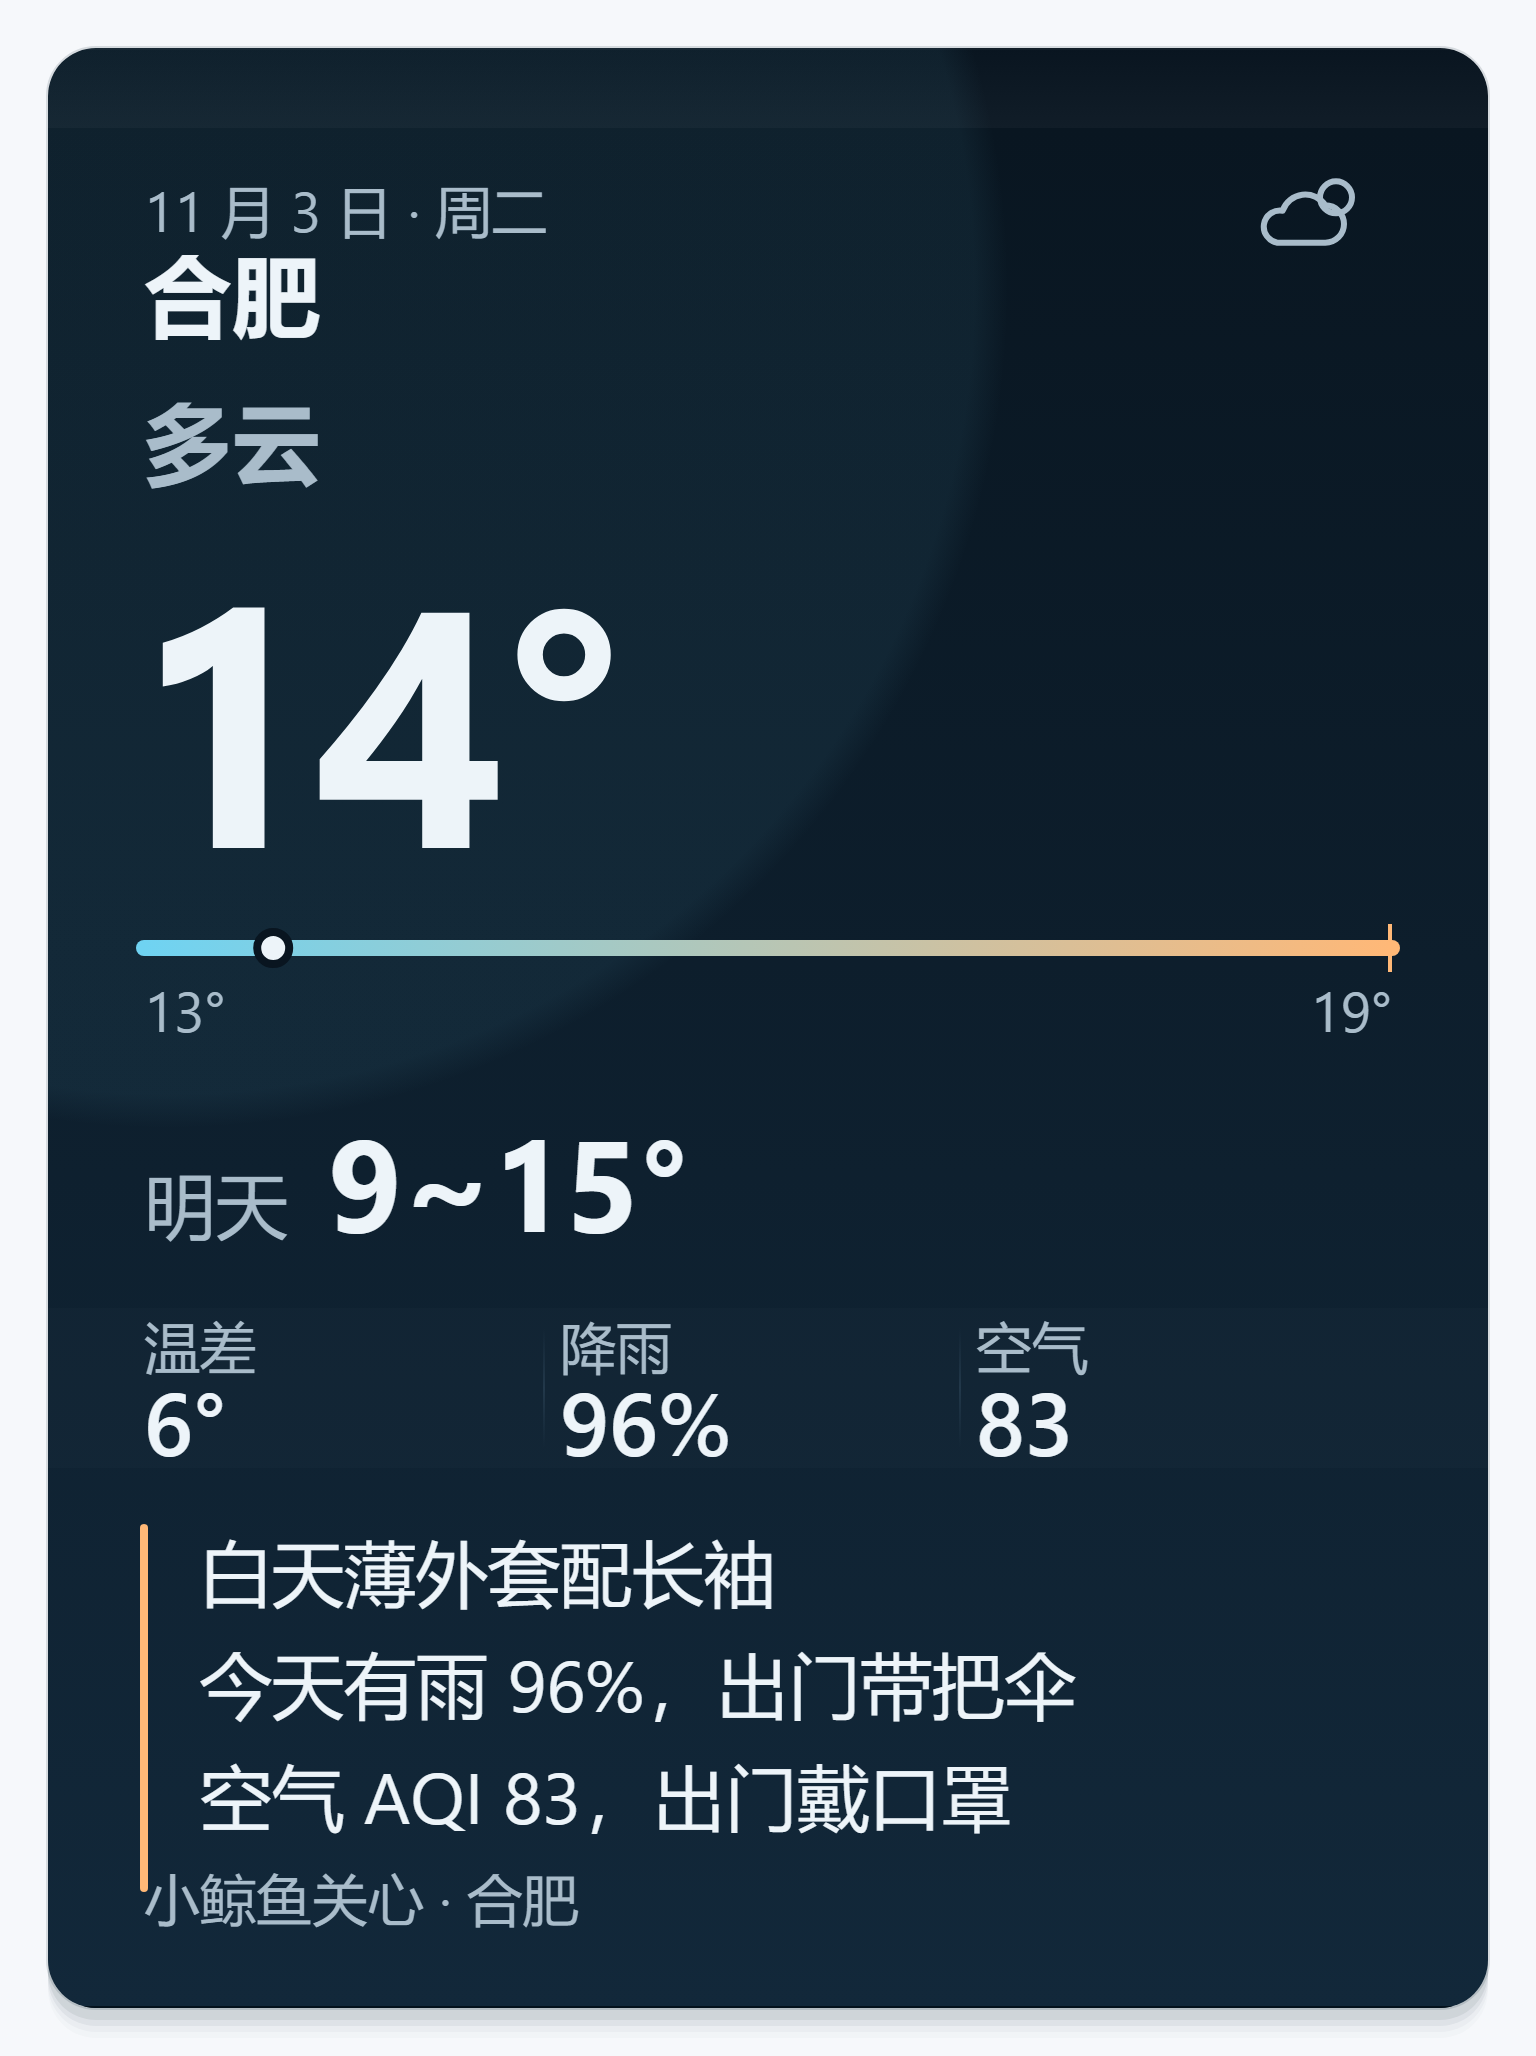 11 月 3 日 · 周二
合肥
多云
14°
13° 19°
明天 9~15°
温差 降雨 空气
6° 96% 83
白天薄外套配长袖
今天有雨 96%，出门带把伞
空气 AQI 83，出门戴口罩
小鲸鱼关心 · 合肥